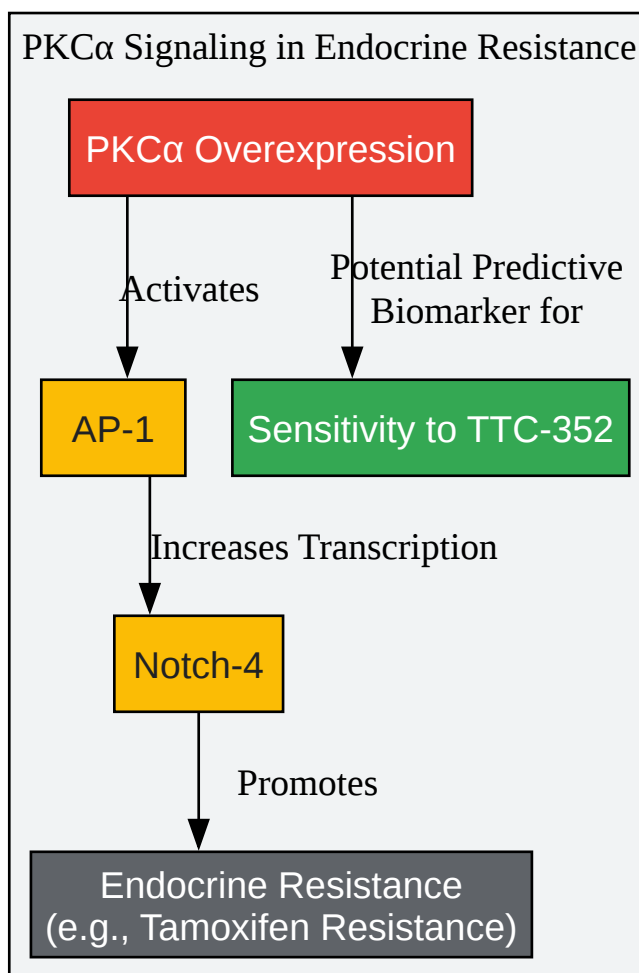 PKCα Signaling in Endocrine Resistance
PKCα Overexpression
Activates
Potential Predictive
Biomarker for
AP-1
Sensitivity to TTC-352
Increases Transcription
Notch-4
Promotes
Endocrine Resistance
(e.g., Tamoxifen Resistance)